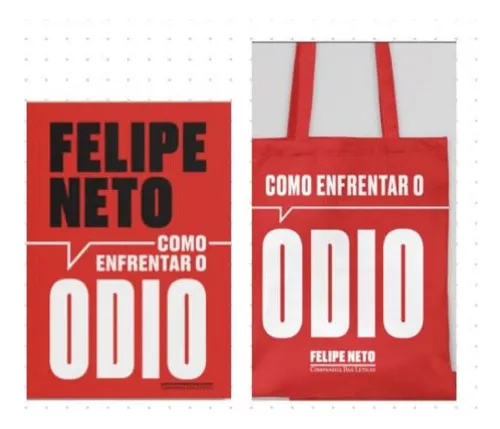 FELIPE
NETO
COMO
ENFRENTAR O
ODIO
COMO ENFRENTAR O
ODIO
FELIPE NETO
COMPANHIA DAS LETRAS